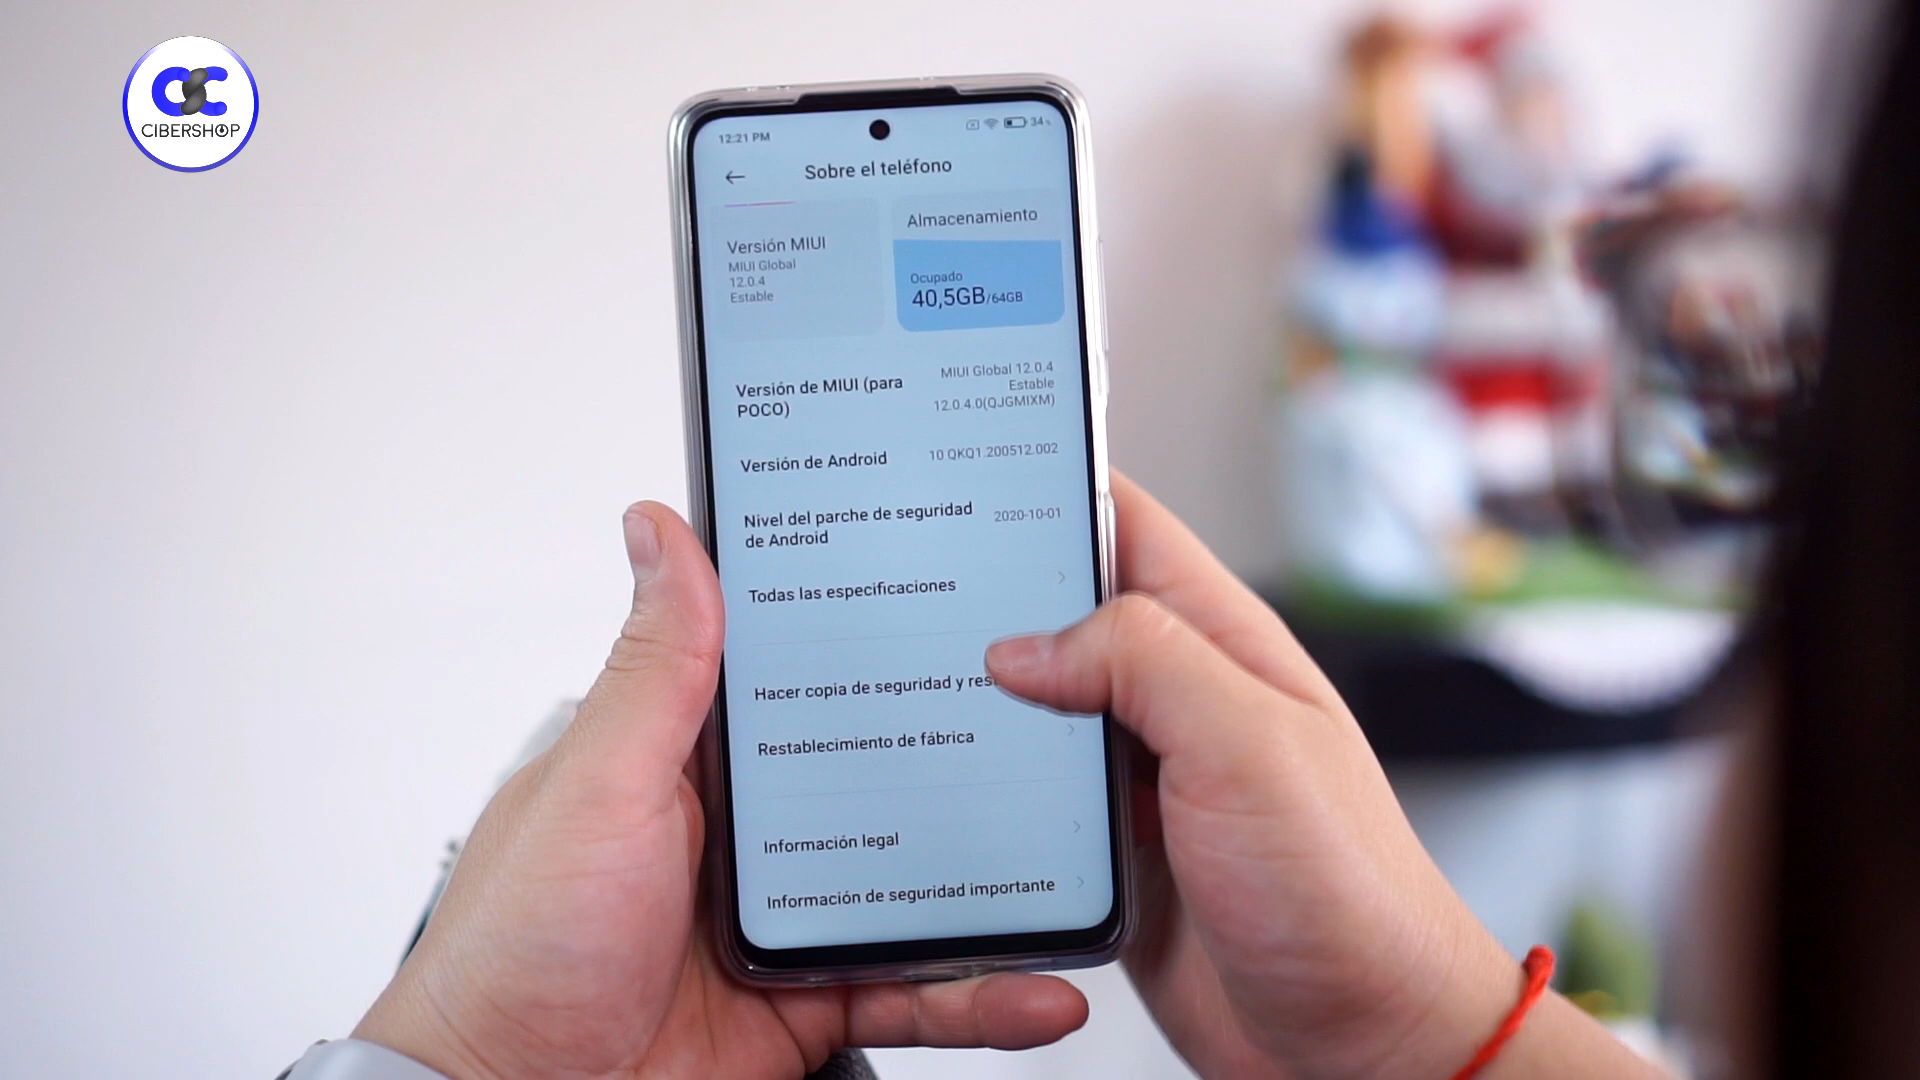 CIBERSHOP
12:21 PM
34
Sobre el teléfono
Versión MIUI
MIUI Global
12.0.4
Estable
Almacenamiento
Ocupado
40,5GB/64GB
Versión de MIUI (para
POCO)
MIUI Global 12.0.4
Estable
12.0.4.0(QJGMIXM)
Versión de Android
10 QKQ1.200512.002
Nivel del parche de seguridad
de Android
2020-10-01
Todas las especificaciones
Hacer copia de seguridad y
Restablecimiento de fábrica
Información legal
Información de seguridad importante